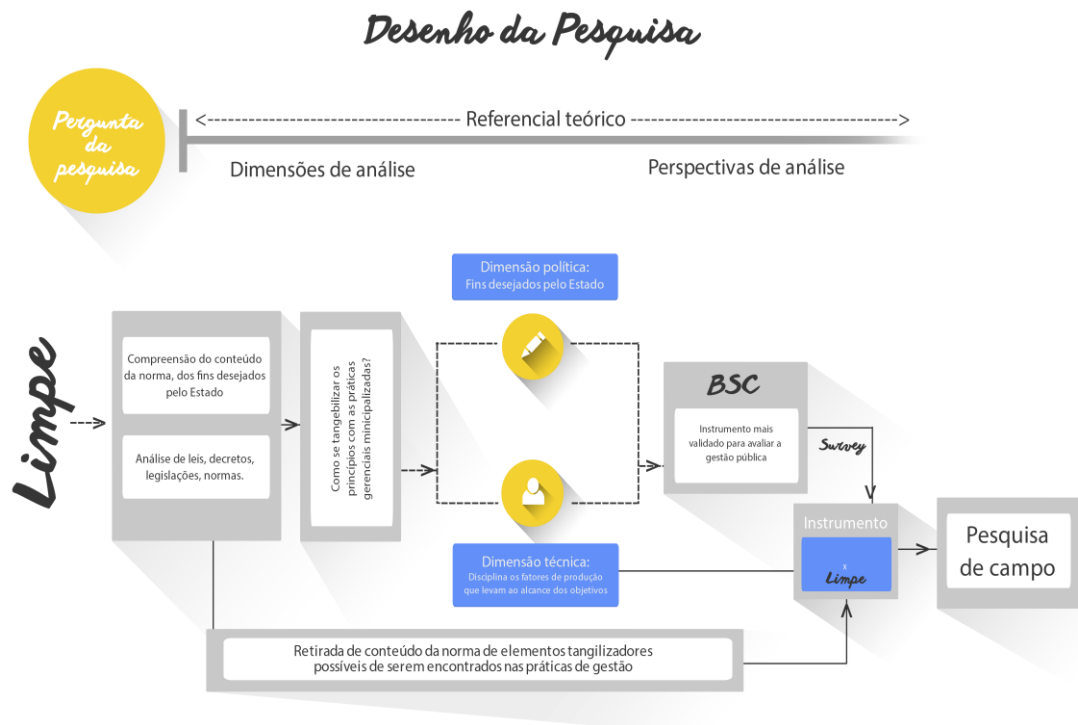 Desenho da Pesquisa
Pergunta
da
pesquisa
Referencial teórico
Dimensões de análise
Perspectivas de análise
Limpe
Compreensão do conteúdo
da norma, dos fins desejados
pelo Estado
Análise de leis, decretos,
legislações, normas.
Como se tangebilizar os
princípios com as práticas
gerenciais minicipalizadas?
Dimensão política:
Fins desejados pelo Estado
Dimensão técnica:
Disciplina os fatores de produção
que levam ao alcance dos objetivos
BSC
Instrumento mais
validado para avaliar a
gestão pública
Survey
Instrumento
x
Limpe
Pesquisa
de campo
Retirada de conteúdo da norma de elementos tangilizadores
possíveis de serem encontrados nas práticas de gestão